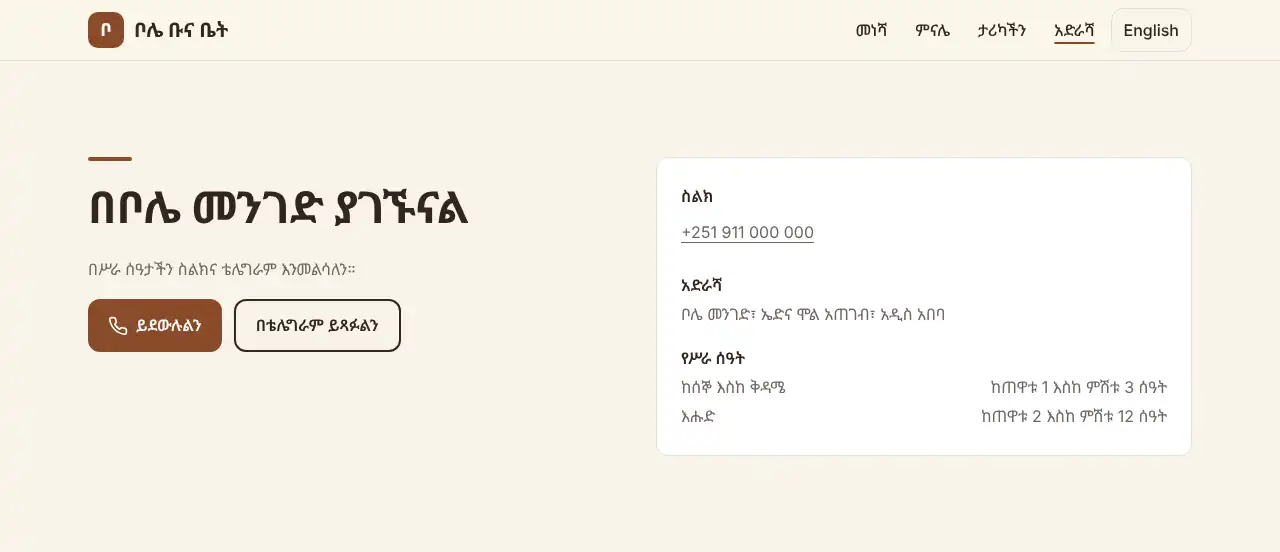 ቦ
ቦሌ ቡና ቤት
መነሻ
ምናሌ
ታሪካችን
አድራሻ
English
በቦሌ መንገድ ያገኙናል
በሥራ ሰዓታችን ስልክና ቴሌግራም እንመልሳለን።
ይደውሉልን
በቴሌግራም ይጻፉልን
ስልክ
+251 911 000 000
አድራሻ
ቦሌ መንገድ፣ ኤድና ሞል አጠገብ፣ አዲስ አበባ
የሥራ ሰዓት
ከሰኞ እስከ ቅዳሜ
ከጠዋቱ 1 እስከ ምሽቱ 3 ሰዓት
እሑድ
ከጠዋቱ 2 እስከ ምሽቱ 12 ሰዓት